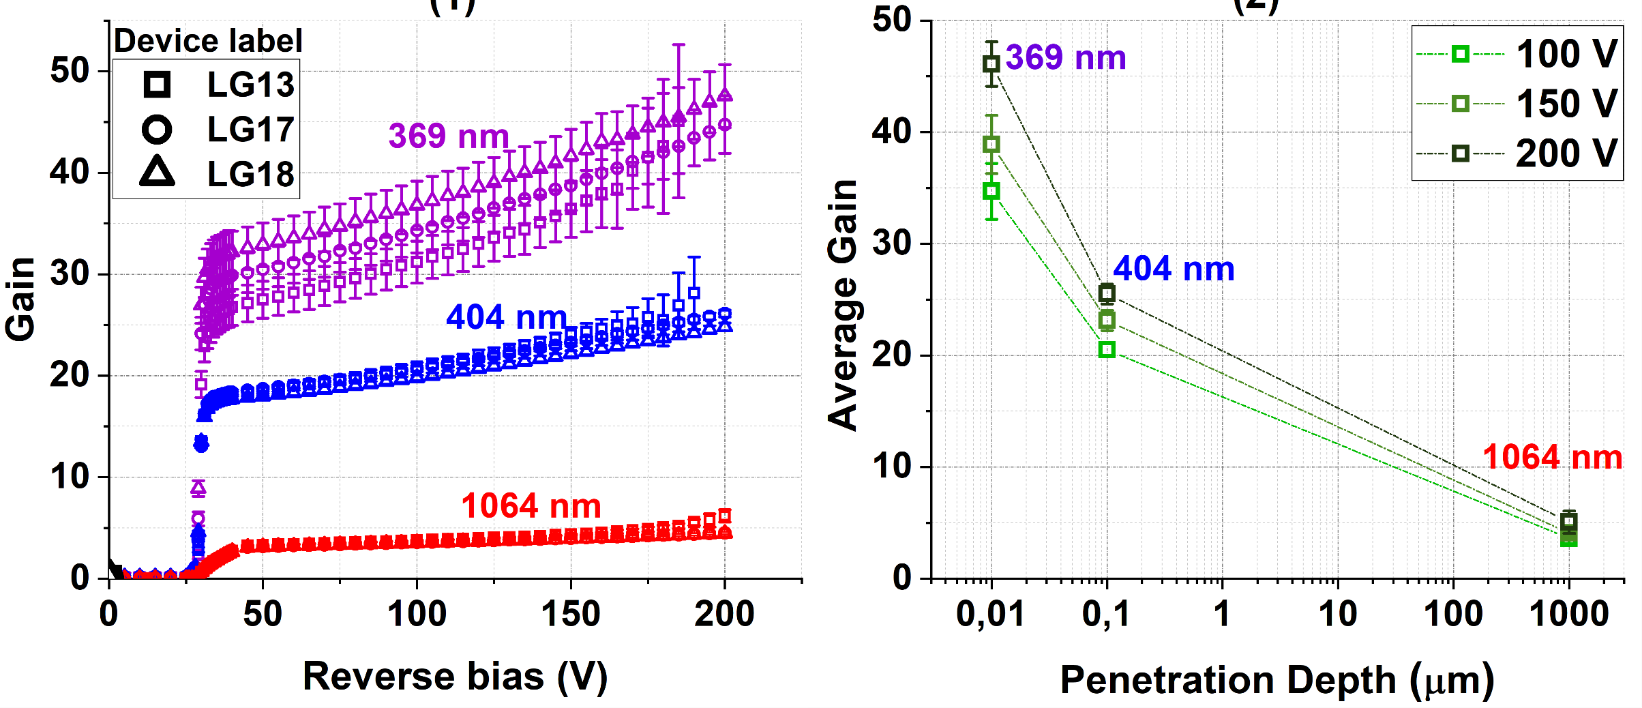 (1)
Device label
LG13
LG17
LG18
369 nm
404 nm
1064 nm
Gain
50
40
30
20
10
0
0
50
100
150
200
Reverse bias (V)
(2)
100 V
150 V
200 V
369 nm
404 nm
1064 nm
Average Gain
50
40
30
20
10
0
0,01
0,1
1
10
100
1000
Penetration Depth (μm)